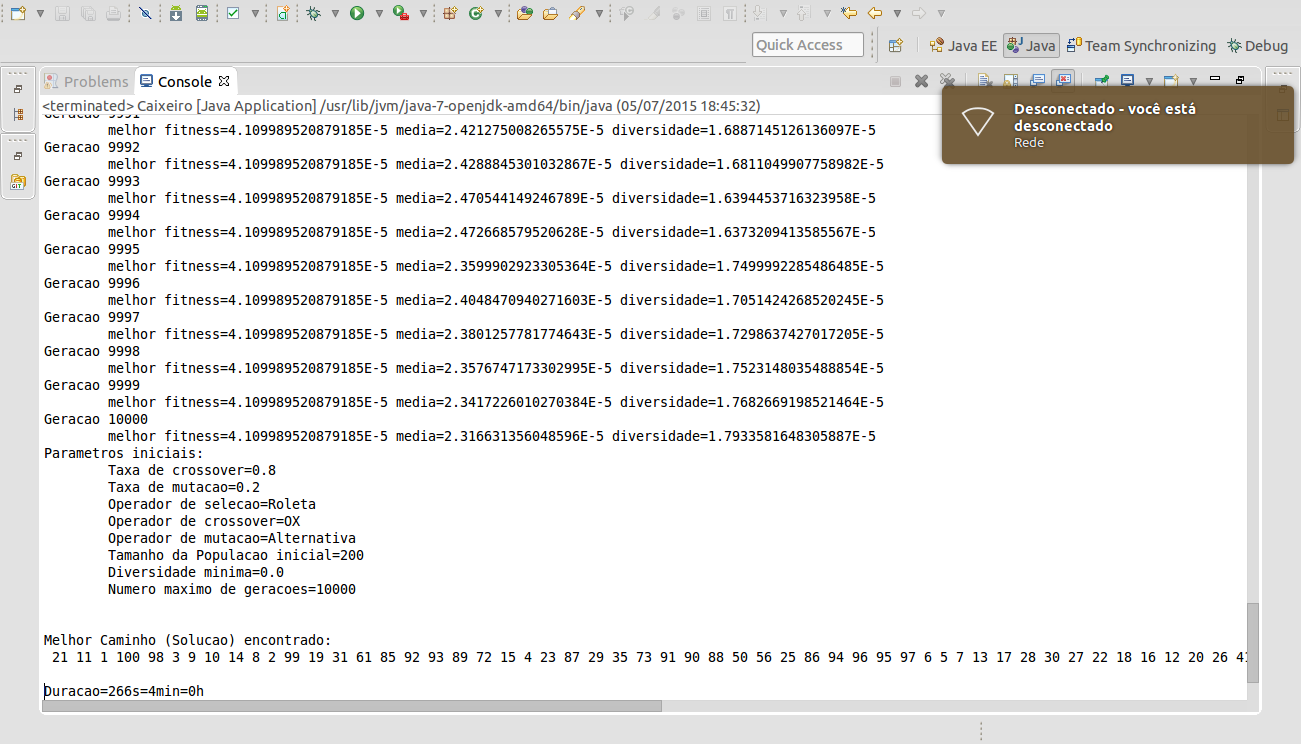 Quick Access
Java EE
Java
Team Synchronizing
Debug
Problems
Console
<terminated> Caixeiro [Java Application] /usr/lib/jvm/java-7-openjdk-amd64/bin/java (05/07/2015 18:45:32)
Desconectado - você está
desconectado
Rede
Geracao 9991
melhor fitness=4.109989520879185E-5 media=2.421275008265575E-5 diversidade=1.6887145126136097E-5
Geracao 9992
melhor fitness=4.109989520879185E-5 media=2.4288845301032867E-5 diversidade=1.6811049907758982E-5
Geracao 9993
melhor fitness=4.109989520879185E-5 media=2.470544149246789E-5 diversidade=1.6394453716323958E-5
Geracao 9994
melhor fitness=4.109989520879185E-5 media=2.472668579520628E-5 diversidade=1.6373209413585567E-5
Geracao 9995
melhor fitness=4.109989520879185E-5 media=2.3599902923305364E-5 diversidade=1.7499992285486485E-5
Geracao 9996
melhor fitness=4.109989520879185E-5 media=2.4048470940271603E-5 diversidade=1.7051424268520245E-5
Geracao 9997
melhor fitness=4.109989520879185E-5 media=2.3801257781774643E-5 diversidade=1.7298637427017205E-5
Geracao 9998
melhor fitness=4.109989520879185E-5 media=2.3576747173302995E-5 diversidade=1.7523148035488854E-5
Geracao 9999
melhor fitness=4.109989520879185E-5 media=2.3417226010270384E-5 diversidade=1.7682669198521464E-5
Geracao 10000
melhor fitness=4.109989520879185E-5 media=2.316631356048596E-5 diversidade=1.7933581648305887E-5
Parametros iniciais:
Taxa de crossover=0.8
Taxa de mutacao=0.2
Operador de selecao=Roleta
Operador de crossover=OX
Operador de mutacao=Alternativa
Tamanho da Populacao inicial=200
Diversidade minima=0.0
Numero maximo de geracoes=10000
Melhor Caminho (Solucao) encontrado:
21 11 1 100 98 3 9 10 14 8 2 99 19 31 61 85 92 93 89 72 15 4 23 87 29 35 73 91 90 88 50 56 25 86 94 96 95 97 6 5 7 13 17 28 30 27 22 18 16 12 20 26
Duracao=266s=4min=0h